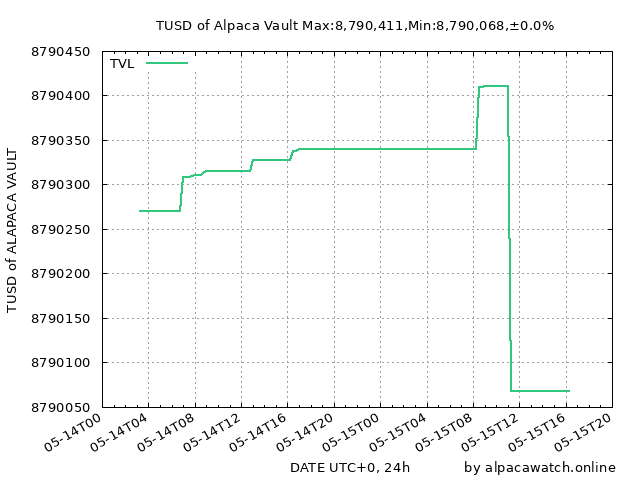 TUSD of Alpaca Vault Max:8,790,411,Min:8,790,068,±0.0%
TVL
8790450
8790400
8790350
8790300
8790250
8790200
8790150
8790100
8790050
TUSD of ALAPACA VAULT
05-14T00
05-14T04
05-14T08
05-14T12
05-14T16
05-14T20
05-15T00
05-15T04
05-15T08
05-15T12
05-15T16
05-15T20
DATE UTC+0, 24h
by alpacawatch.online